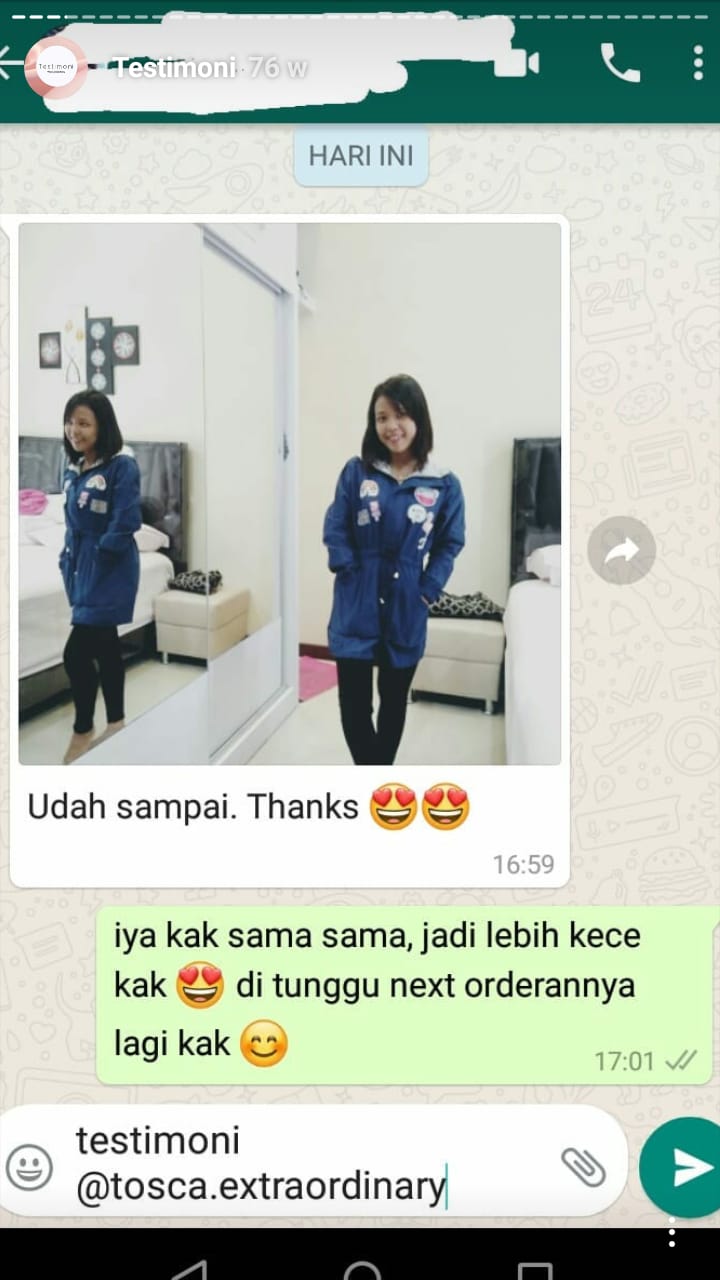 Testimoni
Testimoni 76 w
HARI INI
Udah sampai. Thanks 😍😍
16:59
iya kak sama sama, jadi lebih kece
kak 😍 di tunggu next orderannya
lagi kak 😊
17:01
testimoni
@tosca.extraordinary